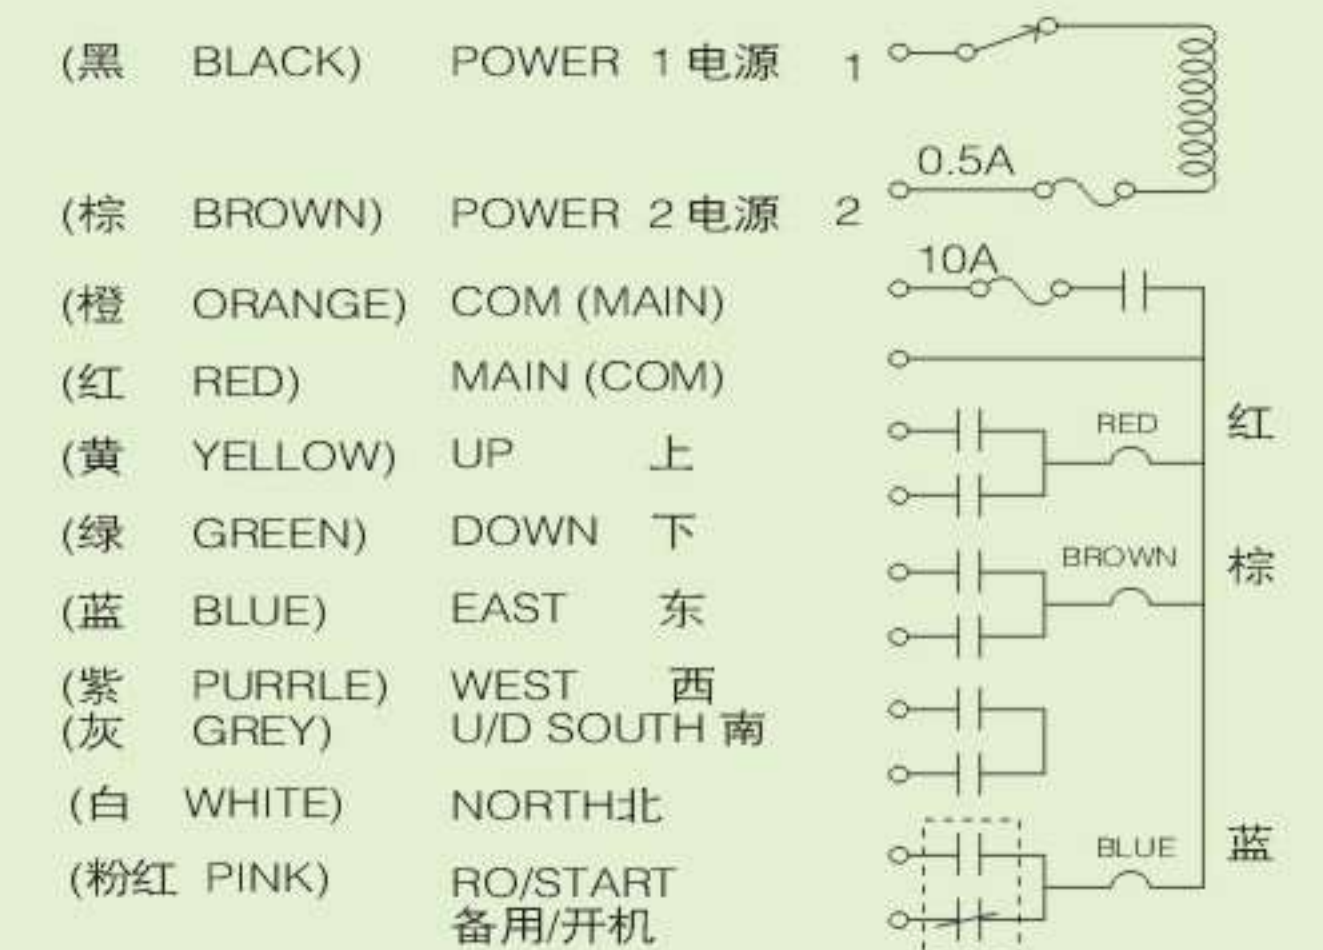 (黑 BLACK) POWER 1 电源 1
0.5A
(棕 BROWN) POWER 2 电源 2
10A
(橙 ORANGE) COM (MAIN)
(红 RED) MAIN (COM)
RED 红
(黄 YELLOW) UP 上
(绿 GREEN) DOWN 下
BROWN 棕
(蓝 BLUE) EAST 东
(紫 PURRLE) WEST 西
(灰 GREY) U/D SOUTH 南
(白 WHITE) NORTH北
BLUE 蓝
(粉红 PINK) RO/START
备用/开机